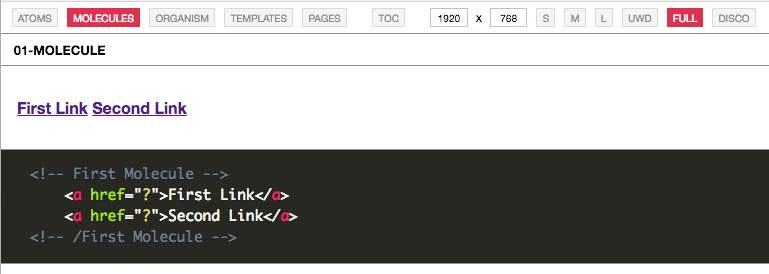 ATOMS MOLECULES ORGANISM TEMPLATES PAGES TOC 1920 X 768 S M L UWD FULL DISCO
01-MOLECULE
First Link Second Link
<!-- First Molecule -->
<a href="?">First Link</a>
<a href="?">Second Link</a>
<!-- /First Molecule -->